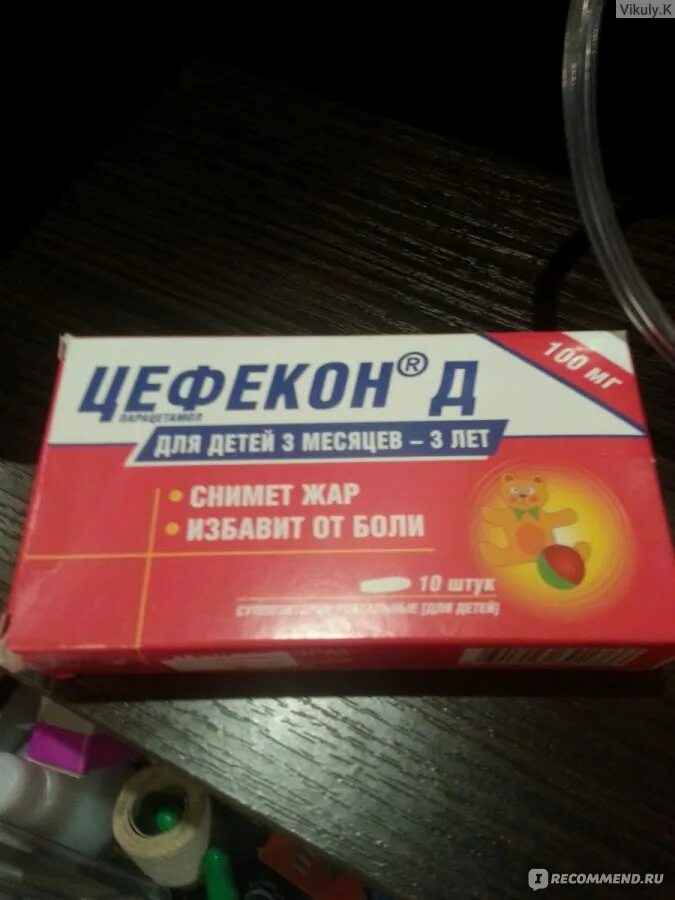 Vikuly.K
100 мг
ЦЕФЕКОН® Д
ПАРАЦЕТАМОЛ
ДЛЯ ДЕТЕЙ 3 МЕСЯЦЕВ – 3 ЛЕТ
• СНИМЕТ ЖАР
• ИЗБАВИТ ОТ БОЛИ
10 штук
СУППОЗИТОРИИ РЕКТАЛЬНЫЕ (ДЛЯ ДЕТЕЙ)
IRECOMMEND.RU